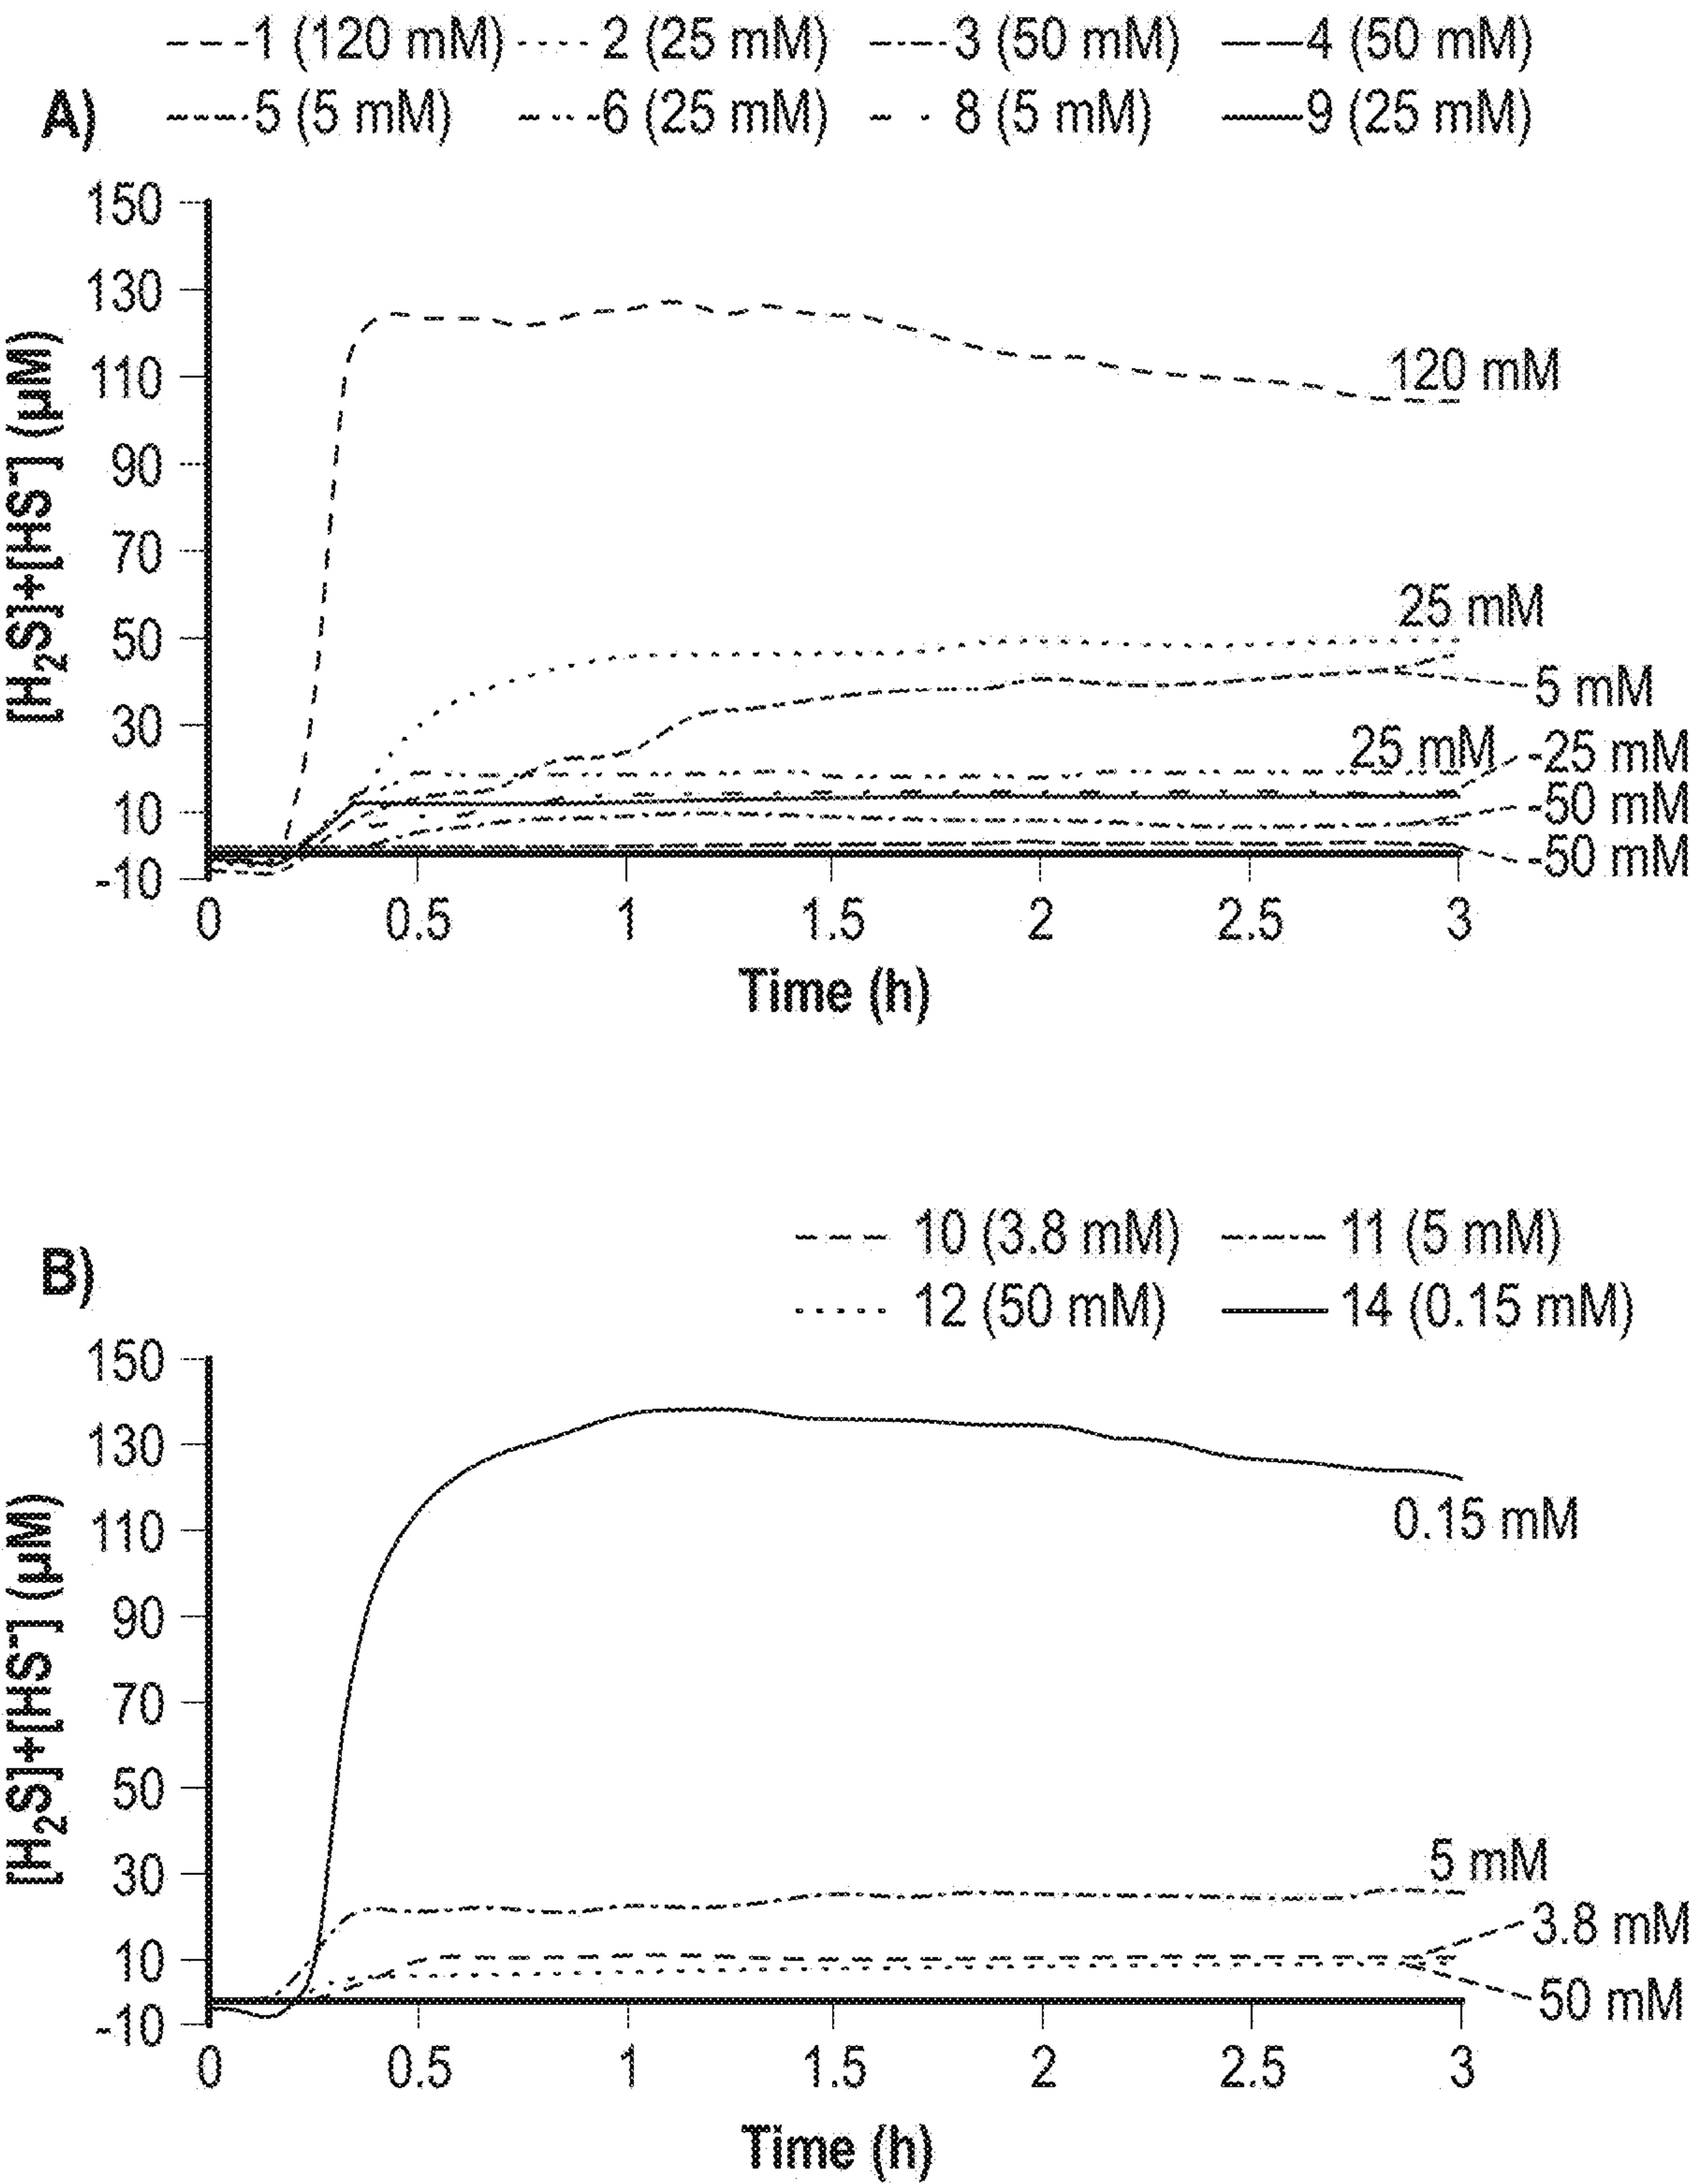 1 (120 mM) 2 (25 mM) 3 (50 mM) 4 (50 mM)
A) 5 (5 mM) 6 (25 mM) 8 (5 mM) 9 (25 mM)
[H2S]+[HS-] (µM)
150
130
110
90
70
50
30
10
-10
120 mM
25 mM
5 mM
25 mM
-25 mM
-50 mM
-50 mM
0 0.5 1 1.5 2 2.5 3
Time (h)
B)
10 (3.8 mM) 11 (5 mM)
12 (50 mM) 14 (0.15 mM)
[H2S]+[HS-] (µM)
150
130
110
90
70
50
30
10
-10
0.15 mM
5 mM
3.8 mM
50 mM
0 0.5 1 1.5 2 2.5 3
Time (h)